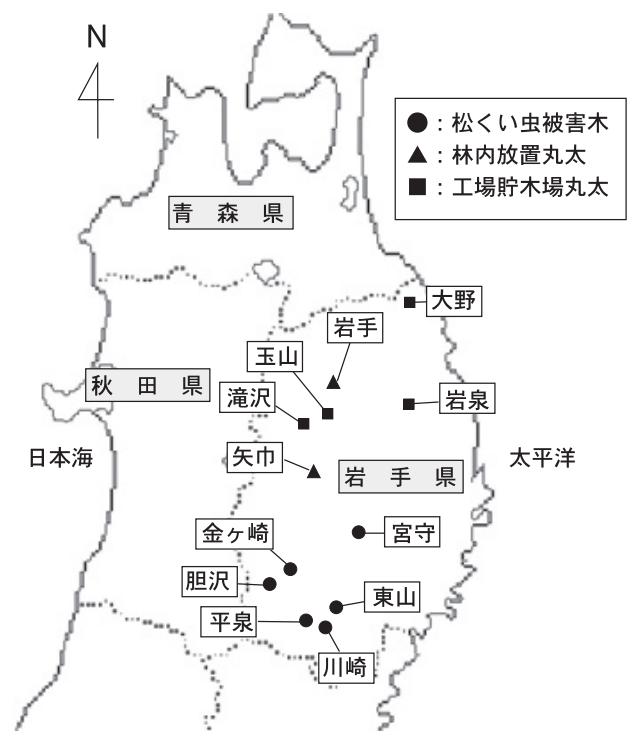 N
●：松くい虫被害木
▲：林内放置丸太
■：工場貯木場丸太
青 森 県
大野
岩手
玉山
秋 田 県
滝沢
岩泉
日本海
矢巾
岩 手 県
太平洋
金ヶ崎
宮守
胆沢
東山
平泉
川崎